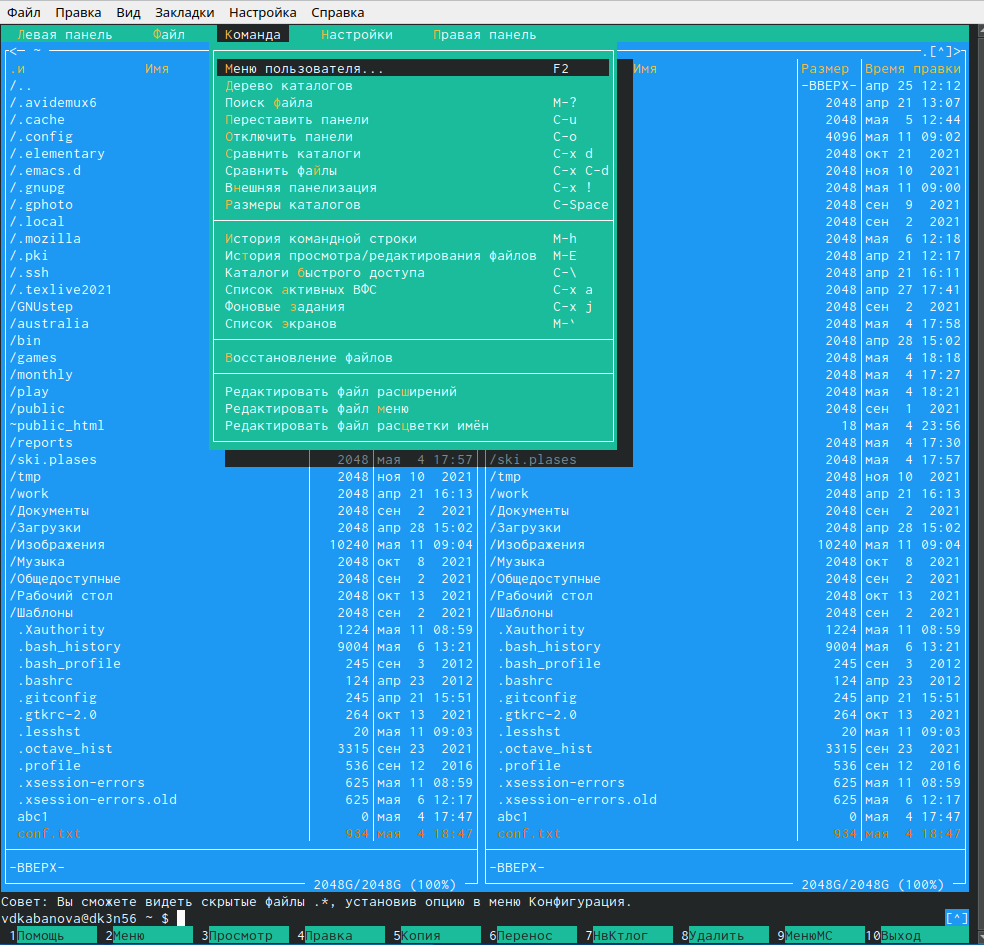 Файл Правка Вид Закладки Настройка Справка
Левая панель Файл Команда Настройки Правая панель
<- ~ .[^]>
.и Имя Имя Размер Время правки
/.. -ВВЕРХ- апр 25 12:12
/.avidemux6 2048 апр 21 13:07
/.cache 2048 мая 5 12:44
/.config 4096 мая 11 09:02
/.elementary 2048 окт 21 2021
/.emacs.d 2048 ноя 10 2021
/.gnupg 2048 мая 11 09:00
/.gphoto 2048 сен 9 2021
/.local 2048 сен 2 2021
/.mozilla 2048 мая 6 12:18
/.pki 2048 апр 21 12:17
/.ssh 2048 апр 21 16:11
/.texlive2021 2048 апр 27 17:41
/GNUstep 2048 сен 2 2021
/australia 2048 мая 4 17:58
/bin 2048 апр 28 15:02
/games 2048 мая 4 18:18
/monthly 2048 мая 4 17:27
/play 2048 мая 4 18:21
/public 2048 сен 1 2021
~public_html 18 мая 4 23:56
/reports 2048 мая 4 17:30
Меню пользователя... F2
Дерево каталогов
Поиск файла M-?
Переставить панели C-u
Отключить панели C-o
Сравнить каталоги C-x d
Сравнить файлы C-x C-d
Внешняя панелизация C-x !
Размеры каталогов C-Space
История командной строки M-h
История просмотра/редактирования файлов M-E
Каталоги быстрого доступа C-\
Список активных ВФС C-x a
Фоновые задания C-x j
Список экранов M-`
Восстановление файлов
Редактировать файл расширений
Редактировать файл меню
Редактировать файл расцветки имён
/ski.plases 2048 мая 4 17:57 /ski.plases 2048 мая 4 17:57
/tmp 2048 ноя 10 2021 /tmp 2048 ноя 10 2021
/work 2048 апр 21 16:13 /work 2048 апр 21 16:13
/Документы 2048 сен 2 2021 /Документы 2048 сен 2 2021
/Загрузки 2048 апр 28 15:02 /Загрузки 2048 апр 28 15:02
/Изображения 10240 мая 11 09:04 /Изображения 10240 мая 11 09:04
/Музыка 2048 окт 8 2021 /Музыка 2048 окт 8 2021
/Общедоступные 2048 сен 2 2021 /Общедоступные 2048 сен 2 2021
/Рабочий стол 2048 окт 13 2021 /Рабочий стол 2048 окт 13 2021
/Шаблоны 2048 сен 2 2021 /Шаблоны 2048 сен 2 2021
.Xauthority 1224 мая 11 08:59 .Xauthority 1224 мая 11 08:59
.bash_history 9004 мая 6 13:21 .bash_history 9004 мая 6 13:21
.bash_profile 245 сен 3 2012 .bash_profile 245 сен 3 2012
.bashrc 124 апр 23 2012 .bashrc 124 апр 23 2012
.gitconfig 245 апр 21 15:51 .gitconfig 245 апр 21 15:51
.gtkrc-2.0 264 окт 13 2021 .gtkrc-2.0 264 окт 13 2021
.lesshst 20 мая 11 09:03 .lesshst 20 мая 11 09:03
.octave_hist 3315 сен 23 2021 .octave_hist 3315 сен 23 2021
.profile 536 сен 12 2016 .profile 536 сен 12 2016
.xsession-errors 625 мая 11 08:59 .xsession-errors 625 мая 11 08:59
.xsession-errors.old 625 мая 6 12:17 .xsession-errors.old 625 мая 6 12:17
abc1 0 мая 4 17:47 abc1 0 мая 4 17:47
conf.txt 934 мая 4 18:47 conf.txt 934 мая 4 18:47
-ВВЕРХ- -ВВЕРХ-
2048G/2048G (100%) 2048G/2048G (100%)
Совет: Вы сможете видеть скрытые файлы .*, установив опцию в меню Конфигурация.
vdkabanova@dk3n56 ~ $ [^]
1Помощь 2Меню 3Просмотр 4Правка 5Копия 6Перенос 7НвКтлог 8Удалить 9МенюMC 10Выход